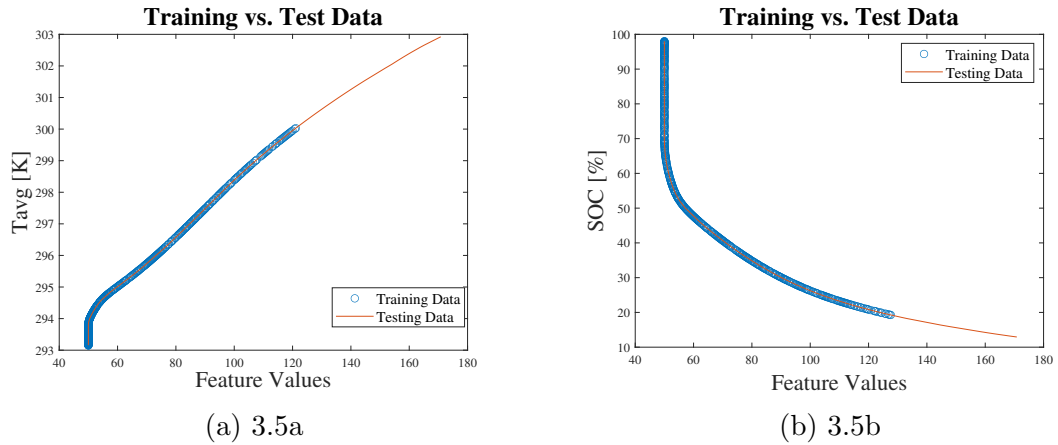 Training vs. Test Data
303
302
301
300
299
298
297
296
295
294
293
Tavg [K]
40 60 80 100 120 140 160 180
Feature Values
Training Data
Testing Data
(a) 3.5a
Training vs. Test Data
100
90
80
70
60
50
40
30
20
10
SOC [%]
40 60 80 100 120 140 160 180
Feature Values
Training Data
Testing Data
(b) 3.5b